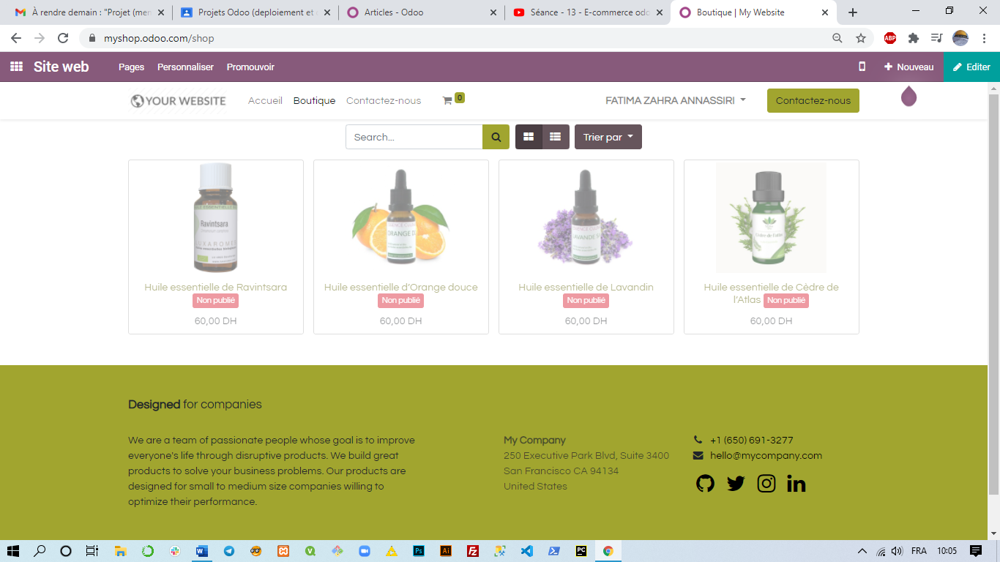 À rendre demain : "Projet (mer
Projets Odoo (deploiement et
Articles - Odoo
Séance - 13 - E-commerce odo
Boutique | My Website
myshop.odoo.com/shop
ABP
Site web
Pages
Personnaliser
Promouvoir
Nouveau
Editer
YOUR WEBSITE
Accueil
Boutique
Contactez-nous
0
FATIMA ZAHRA ANNASSIRI
Contactez-nous
Search...
Trier par
Ravintsara
ORANGE
LAVANDE
Cèdre de l'atlas
Huile essentielle de Ravintsara
Non publié
60,00 DH
Huile essentielle d'Orange douce
Non publié
60,00 DH
Huile essentielle de Lavandin
Non publié
60,00 DH
Huile essentielle de Cèdre de
l'Atlas Non publié
60,00 DH
Designed for companies
We are a team of passionate people whose goal is to improve
everyone's life through disruptive products. We build great
products to solve your business problems. Our products are
designed for small to medium size companies willing to
optimize their performance.
My Company
250 Executive Park Blvd, Suite 3400
San Francisco CA 94134
United States
+1 (650) 691-3277
hello@mycompany.com
FRA
10:05